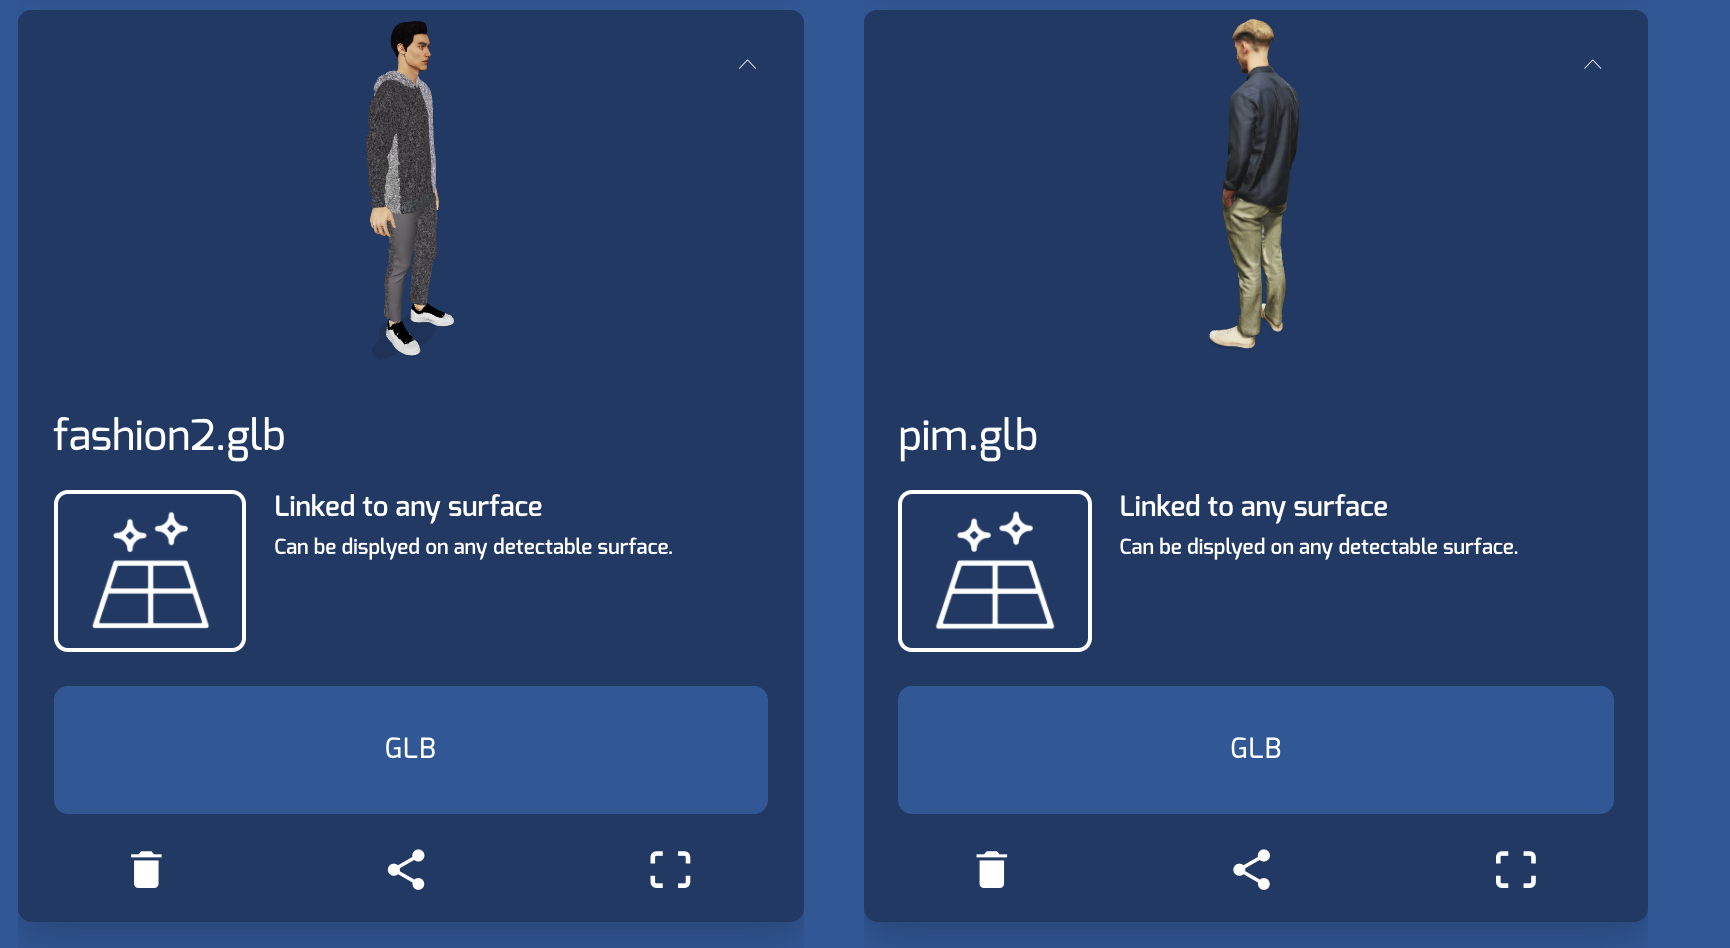 fashion2.glb
Linked to any surface
Can be displyed on any detectable surface.
GLB
pim.glb
Linked to any surface
Can be displyed on any detectable surface.
GLB